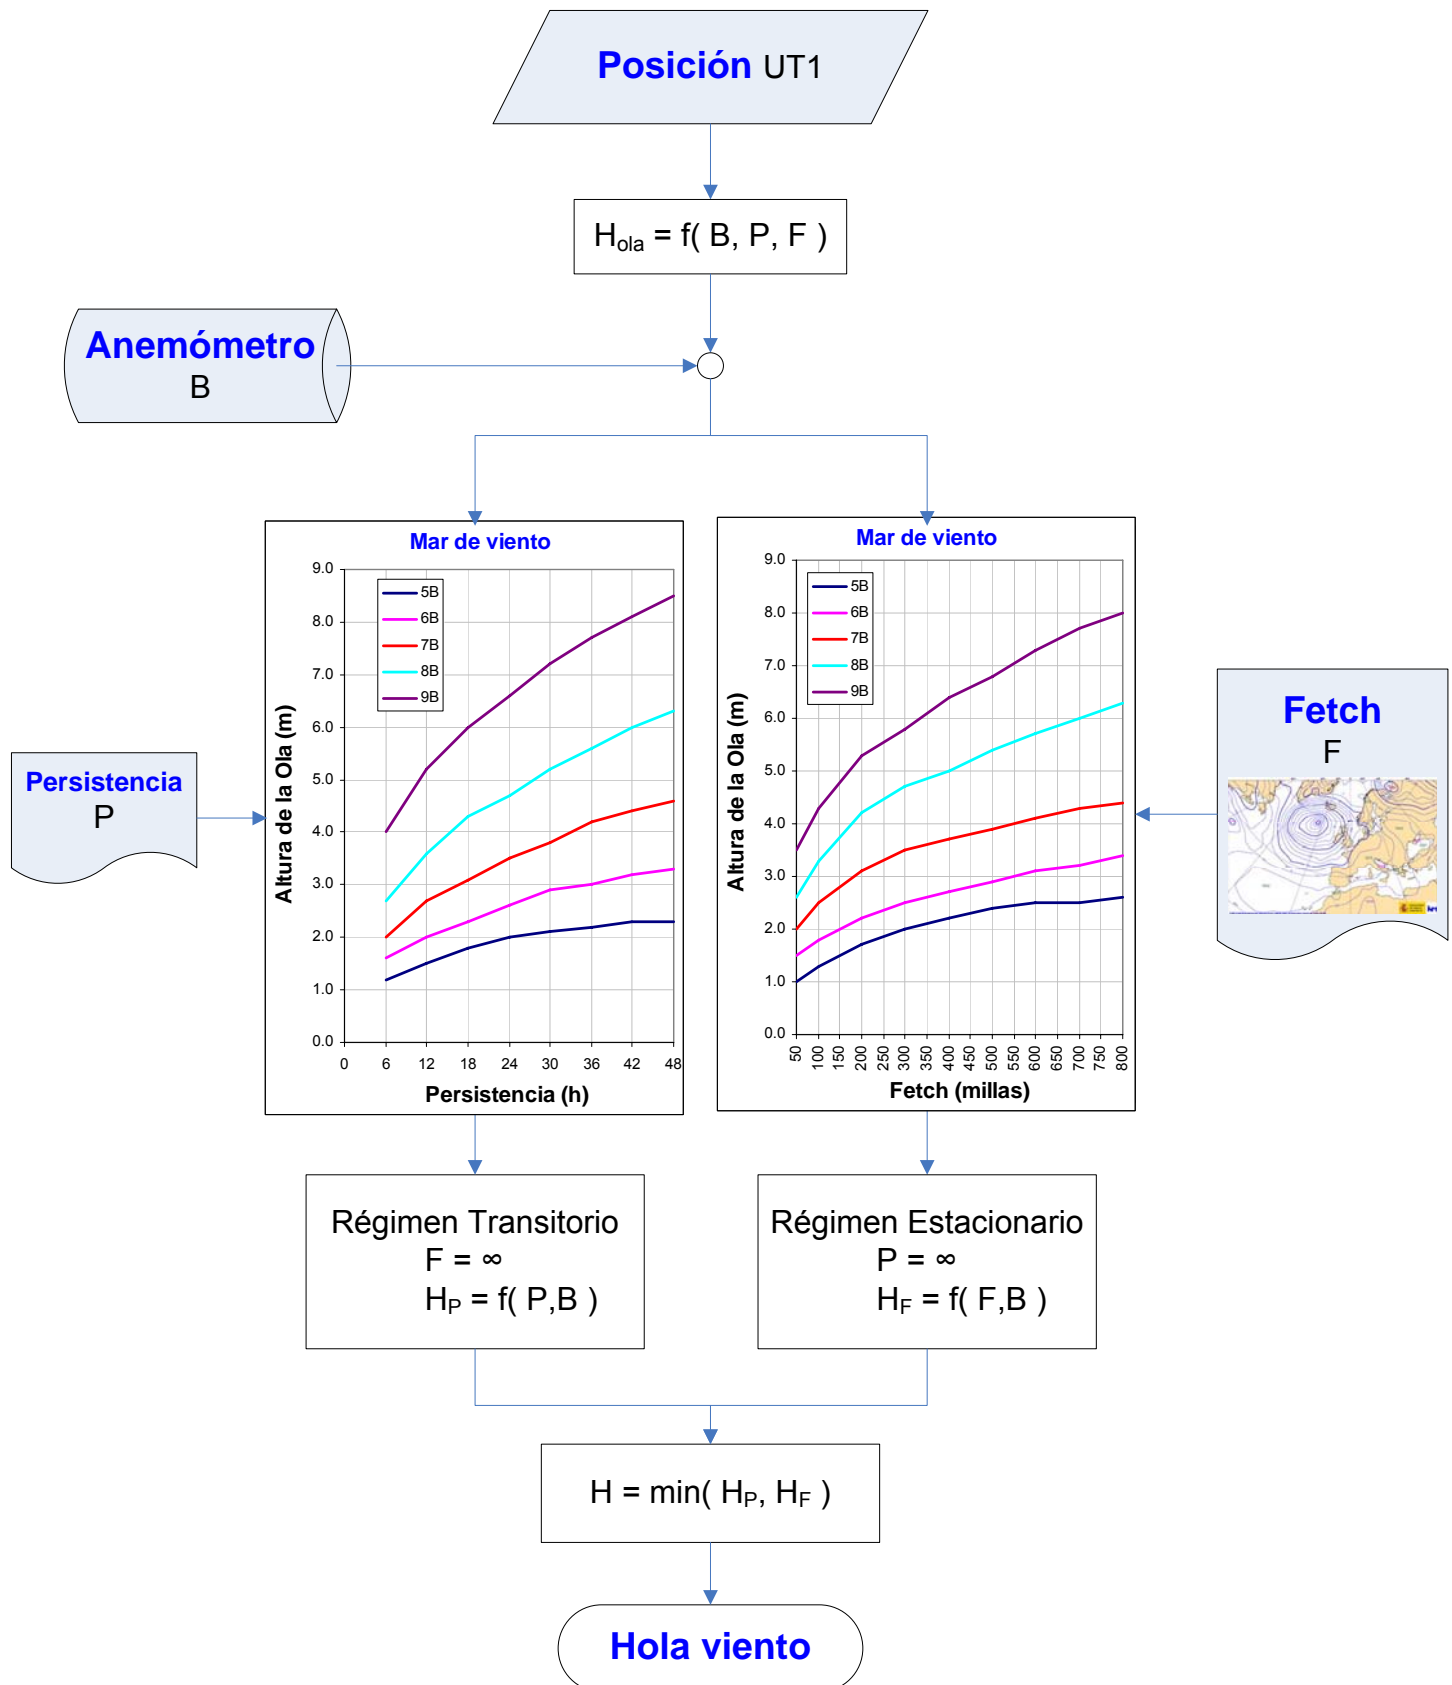 Posición UT1
Hola = f( B, P, F )
Anemómetro
B
Mar de viento
9.0
8.0
7.0
6.0
5.0
4.0
3.0
2.0
1.0
0.0
5B
6B
7B
8B
9B
Altura de la Ola (m)
0 6 12 18 24 30 36 42 48
Persistencia (h)
Mar de viento
9.0
8.0
7.0
6.0
5.0
4.0
3.0
2.0
1.0
0.0
5B
6B
7B
8B
9B
Altura de la Ola (m)
50 100 150 200 250 300 350 400 450 500 550 600 650 700 750 800
Fetch (millas)
Persistencia
P
Fetch
F
Régimen Transitorio
F = ∞
HP = f( P,B )
Régimen Estacionario
P = ∞
HF = f( F,B )
H = min( HP, HF )
Hola viento